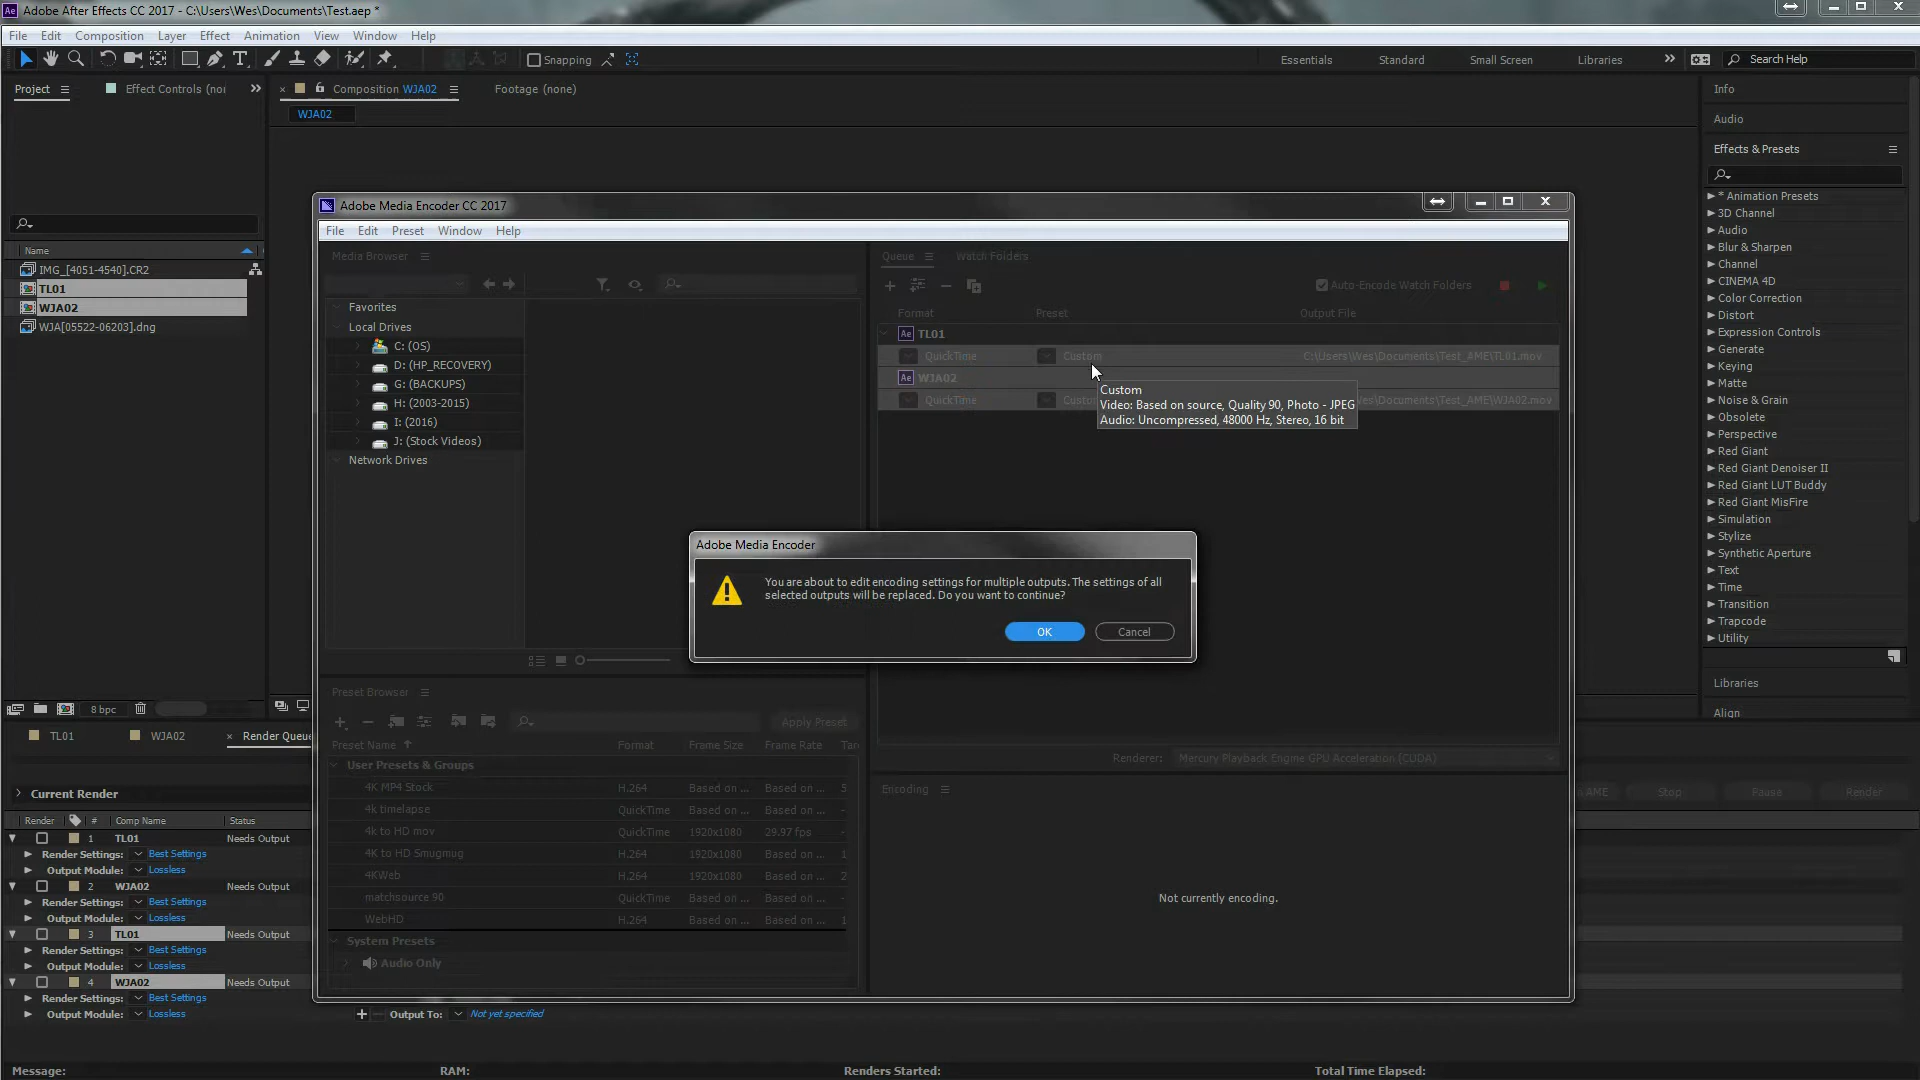 Adobe After Effects CC 2017 - C:\Users\Wes\Documents\Test.aep *
File Edit Composition Layer Effect Animation View Window Help
Snapping
Essentials Standard Small Screen Libraries Search Help
Project Effect Controls (no
Composition WJA02 Footage (none)
WJA02
Name
IMG_[4051-4540].CR2
TL01
WJA02
WJA[05522-06203].dng
8 bpc
Adobe Media Encoder CC 2017
File Edit Preset Window Help
Media Browser
Favorites
Local Drives
C: (OS)
D: (HP_RECOVERY)
G: (BACKUPS)
H: (2003-2015)
I: (2016)
J: (Stock Videos)
Network Drives
Queue Watch Folders
Auto-Encode Watch Folders
Format Preset Output File
Ae TL01
QuickTime Custom C:\Users\Wes\Documents\Test_AME\TL01.mov
Ae WJA02
QuickTime Custo Wes\Documents\Test_AME\WJA02.mov
Custom
Video: Based on source, Quality 90, Photo - JPEG
Audio: Uncompressed, 48000 Hz, Stereo, 16 bit
Adobe Media Encoder
You are about to edit encoding settings for multiple outputs. The settings of all
selected outputs will be replaced. Do you want to continue?
OK Cancel
Preset Browser
Apply Preset
Preset Name Format Frame Size Frame Rate Tar
User Presets & Groups
4K MP4 Stock H.264 Based on ... Based on ... 5
4k timelapse QuickTime Based on ... Based on ... -
4k to HD mov QuickTime 1920x1080 29.97 fps -
4K to HD Smugmug H.264 1920x1080 Based on ... 1
4KWeb H.264 1920x1080 Based on ... 2
matchsource 90 QuickTime Based on ... Based on ... -
WebHD H.264 Based on ... Based on ... 1
System Presets
Audio Only
Renderer: Mercury Playback Engine GPU Acceleration (CUDA)
Encoding
Not currently encoding.
Info
Audio
Effects & Presets
* Animation Presets
3D Channel
Audio
Blur & Sharpen
Channel
CINEMA 4D
Color Correction
Distort
Expression Controls
Generate
Keying
Matte
Noise & Grain
Obsolete
Perspective
Red Giant
Red Giant Denoiser II
Red Giant LUT Buddy
Red Giant MisFire
Simulation
Stylize
Synthetic Aperture
Text
Time
Transition
Trapcode
Utility
Libraries
Align
TL01 WJA02 Render Queue
Current Render
AME Stop Pause Render
Render # Comp Name Status
1 TL01 Needs Output
Render Settings: Best Settings
Output Module: Lossless
2 WJA02 Needs Output
Render Settings: Best Settings
Output Module: Lossless
3 TL01 Needs Output
Render Settings: Best Settings
Output Module: Lossless
4 WJA02 Needs Output
Render Settings: Best Settings
Output Module: Lossless
Output To: Not yet specified
Message: RAM: Renders Started: Total Time Elapsed: